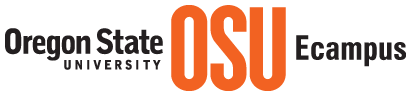 Oregon State
UNIVERSITY
OSU
Ecampus